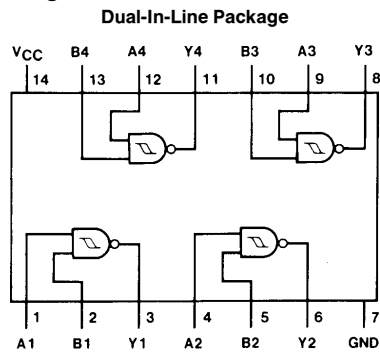 Dual-In-Line Package
VCC B4 A4 Y4 B3 A3 Y3
14 13 12 11 10 9 8
1 2 3 4 5 6 7
A1 B1 Y1 A2 B2 Y2 GND